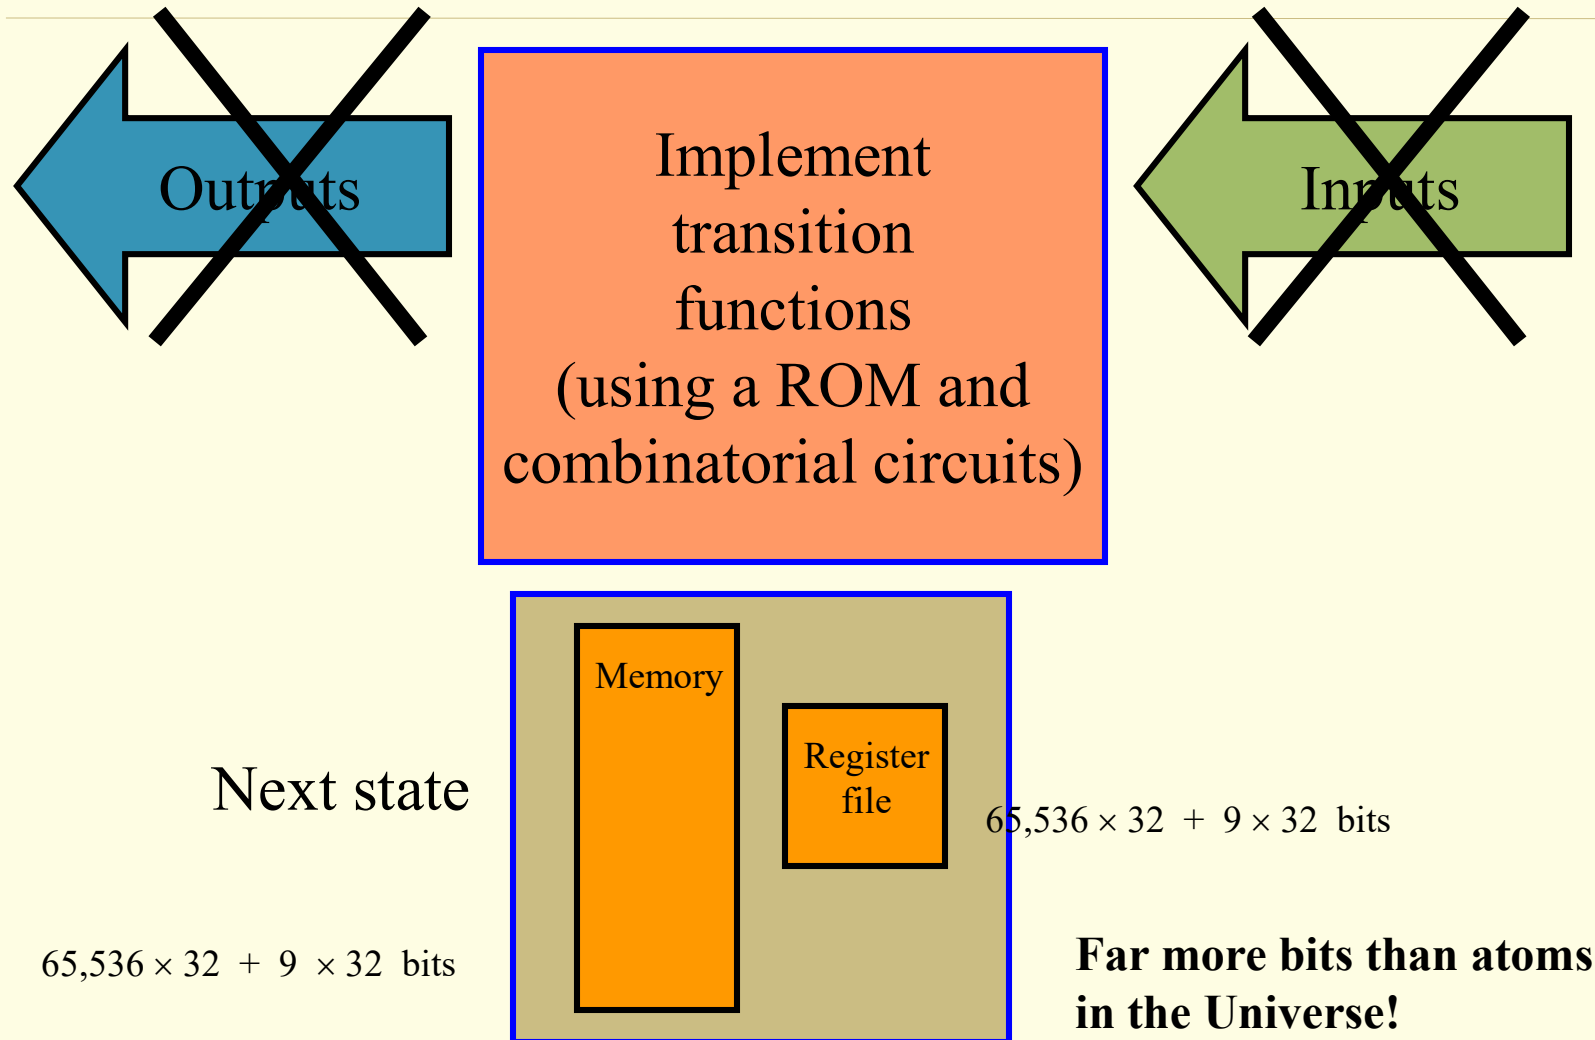 Outputs
Implement
transition
functions
(using a ROM and
combinatorial circuits)
Inputs
Memory
Register
file
Next state
65,536 × 32 + 9 × 32 bits
65,536 × 32 + 9 × 32 bits
Far more bits than atoms
in the Universe!